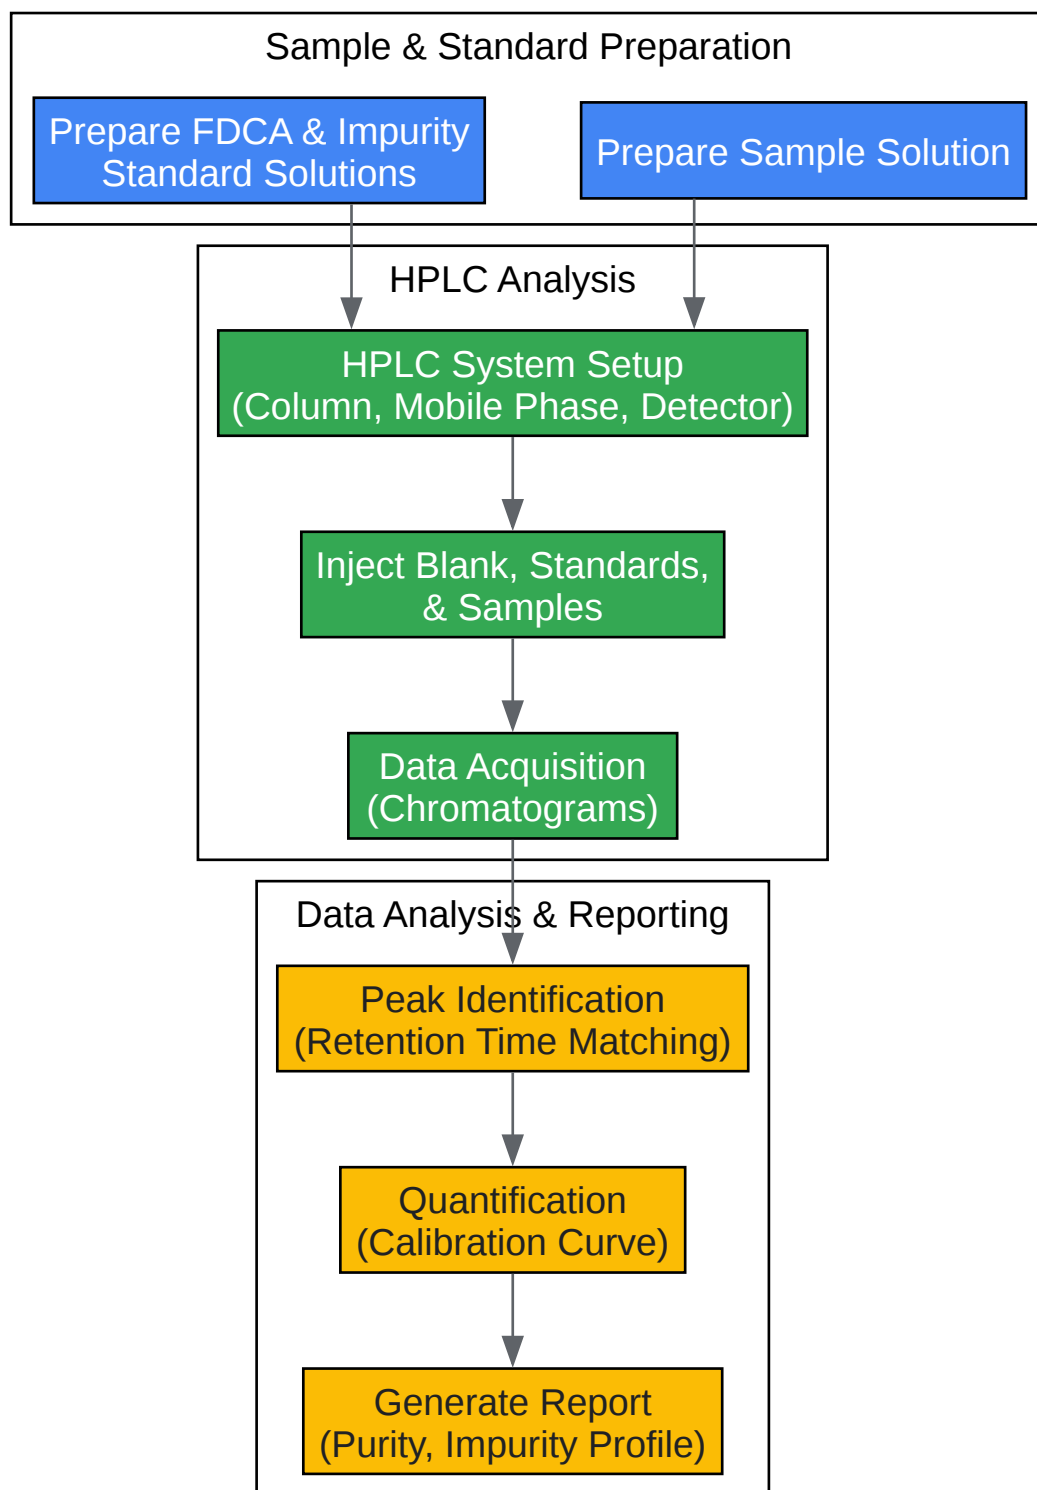 Sample & Standard Preparation
Prepare FDCA & Impurity
Standard Solutions
Prepare Sample Solution
HPLC Analysis
HPLC System Setup
(Column, Mobile Phase, Detector)
Inject Blank, Standards,
& Samples
Data Acquisition
(Chromatograms)
Data Analysis & Reporting
Peak Identification
(Retention Time Matching)
Quantification
(Calibration Curve)
Generate Report
(Purity, Impurity Profile)